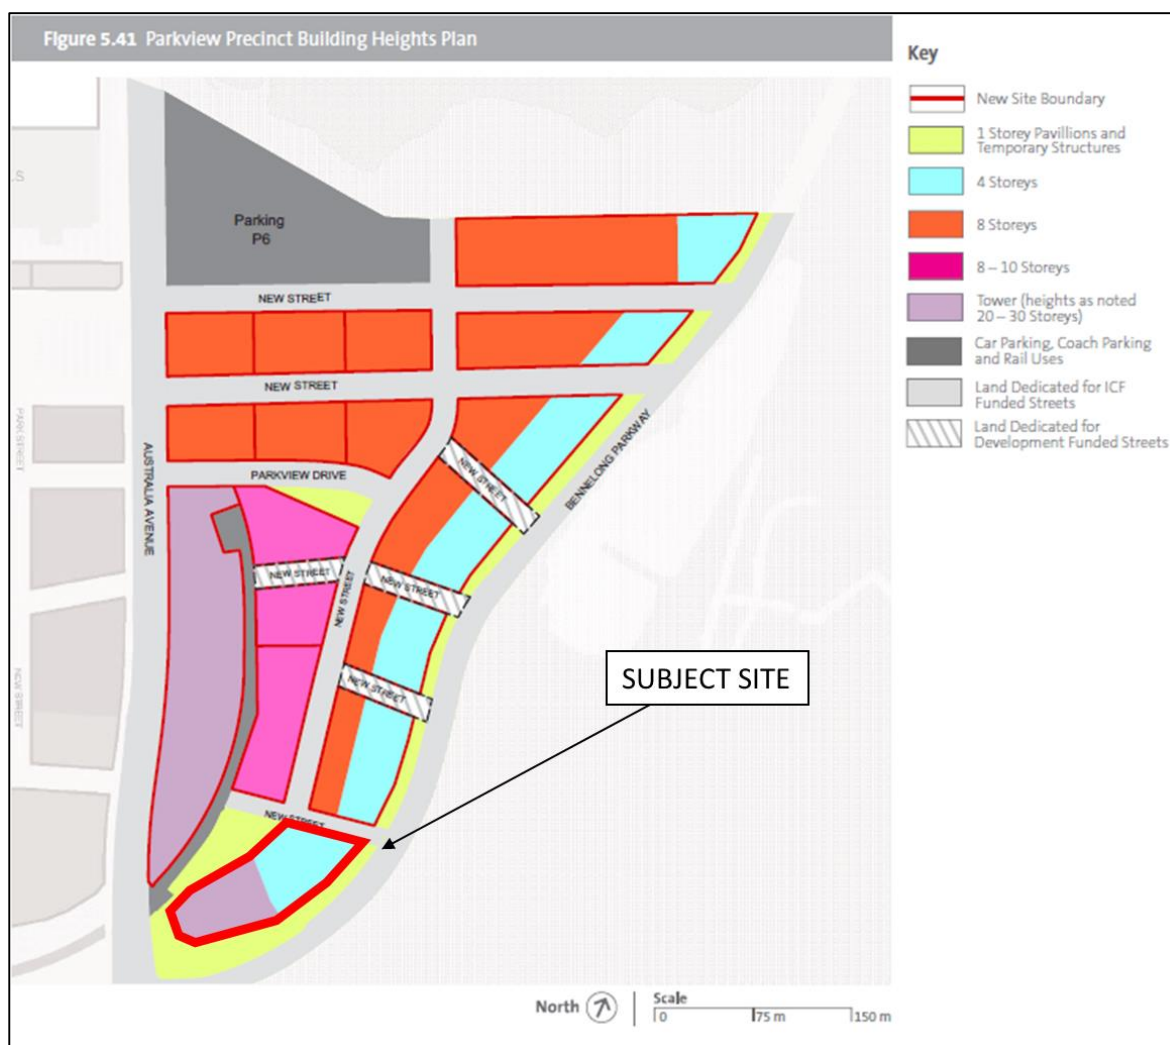 Figure 5.41 Parkview Precinct Building Heights Plan
Key
New Site Boundary
1 Storey Pavillions and
Temporary Structures
4 Storeys
8 Storeys
8 – 10 Storeys
Tower (heights as noted
20 – 30 Storeys)
Car Parking, Coach Parking
and Rail Uses
Land Dedicated for ICF
Funded Streets
Land Dedicated for
Development Funded Streets
Parking
P6
NEW STREET
NEW STREET
PARKVIEW DRIVE
AUSTRALIA AVENUE
BENNELONG PARKWAY
PARK STREET
NEW STREET
NEW STREET
NEW STREET
NEW STREET
NEW STREET
NEW STREET
NEW STREET
SUBJECT SITE
North
Scale
0 75 m 150 m